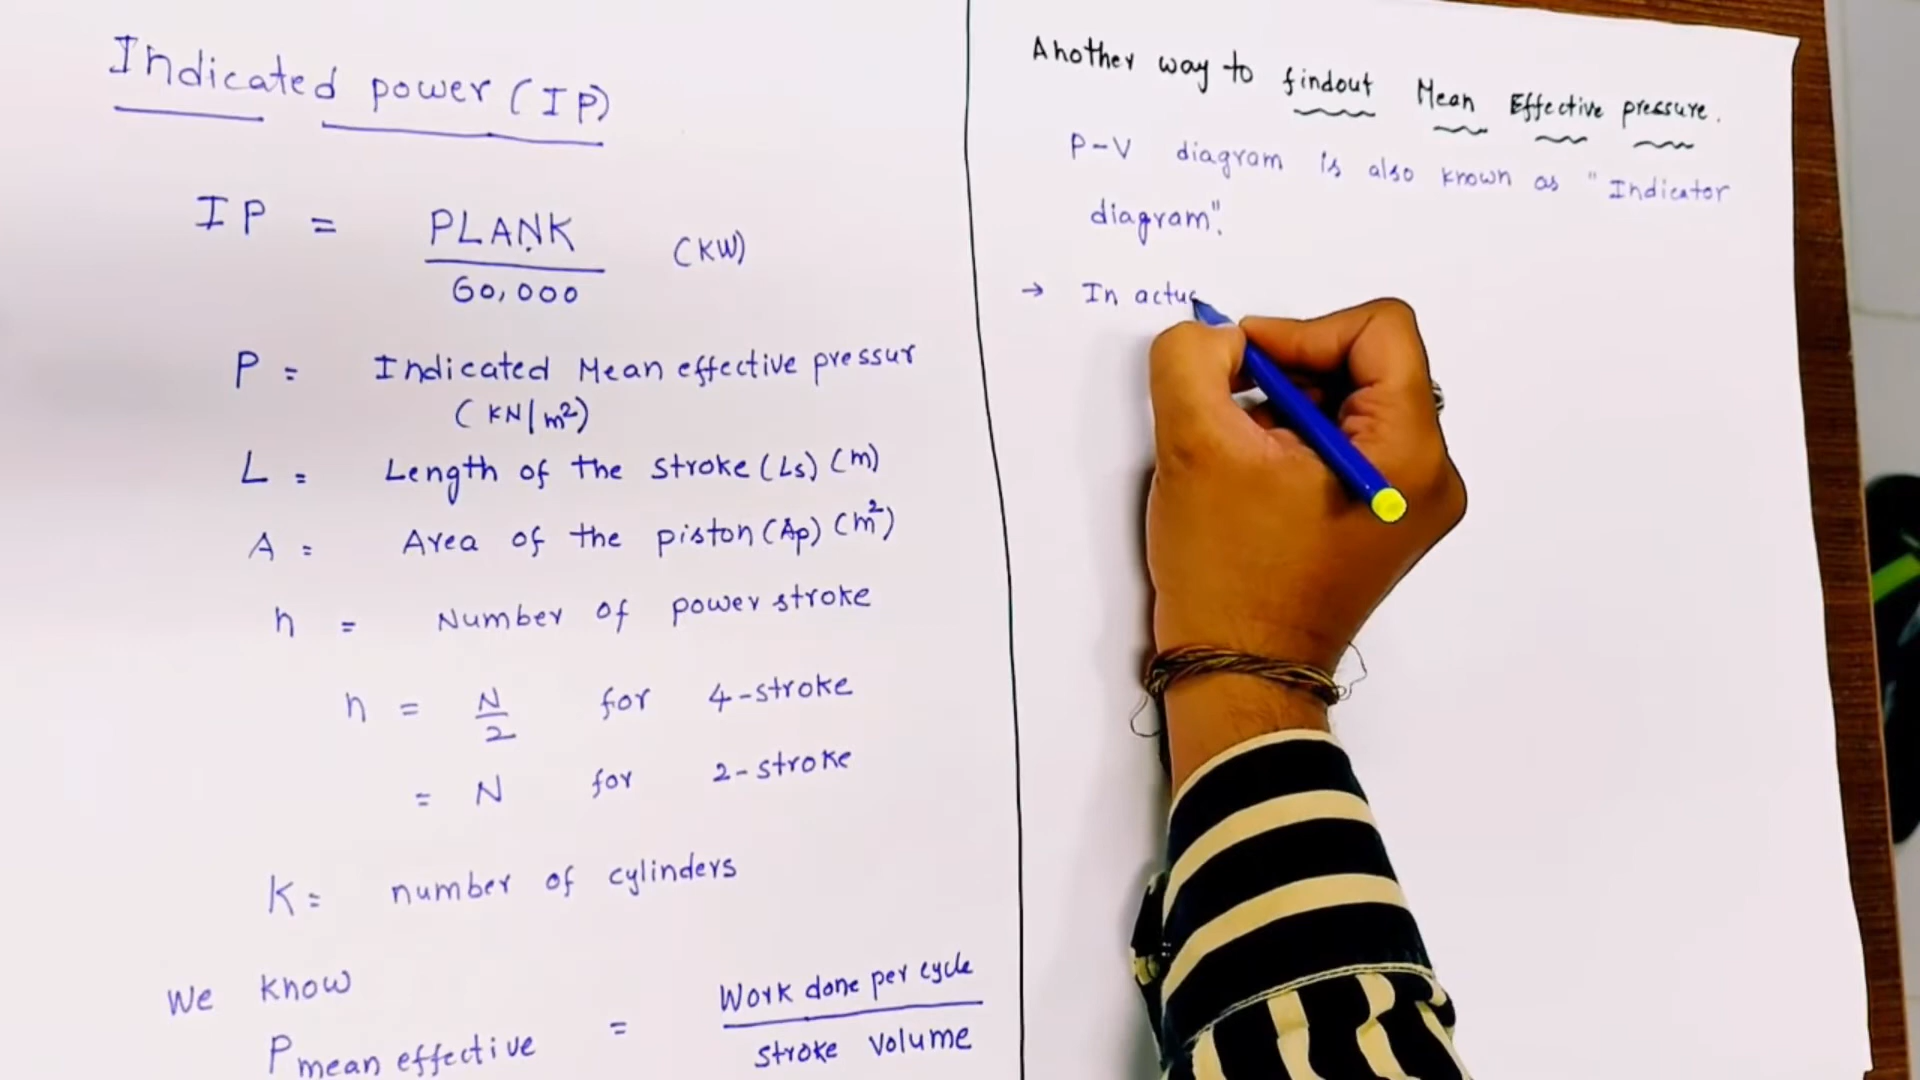 Indicated power (IP)
IP = PLANK (KW)
60,000
P = Indicated Mean effective pressur
(KN/m²)
L = Length of the stroke (Ls) (m)
A = Area of the piston (Ap) (m²)
n = Number of power stroke
n = N/2 for 4-stroke
= N for 2-stroke
K = number of cylinders
We know
P mean effective = Work done per cycle
stroke volume
Another way to findout Mean Effective pressure.
P-V diagram is also known as "Indicator
diagram".
→ In actua